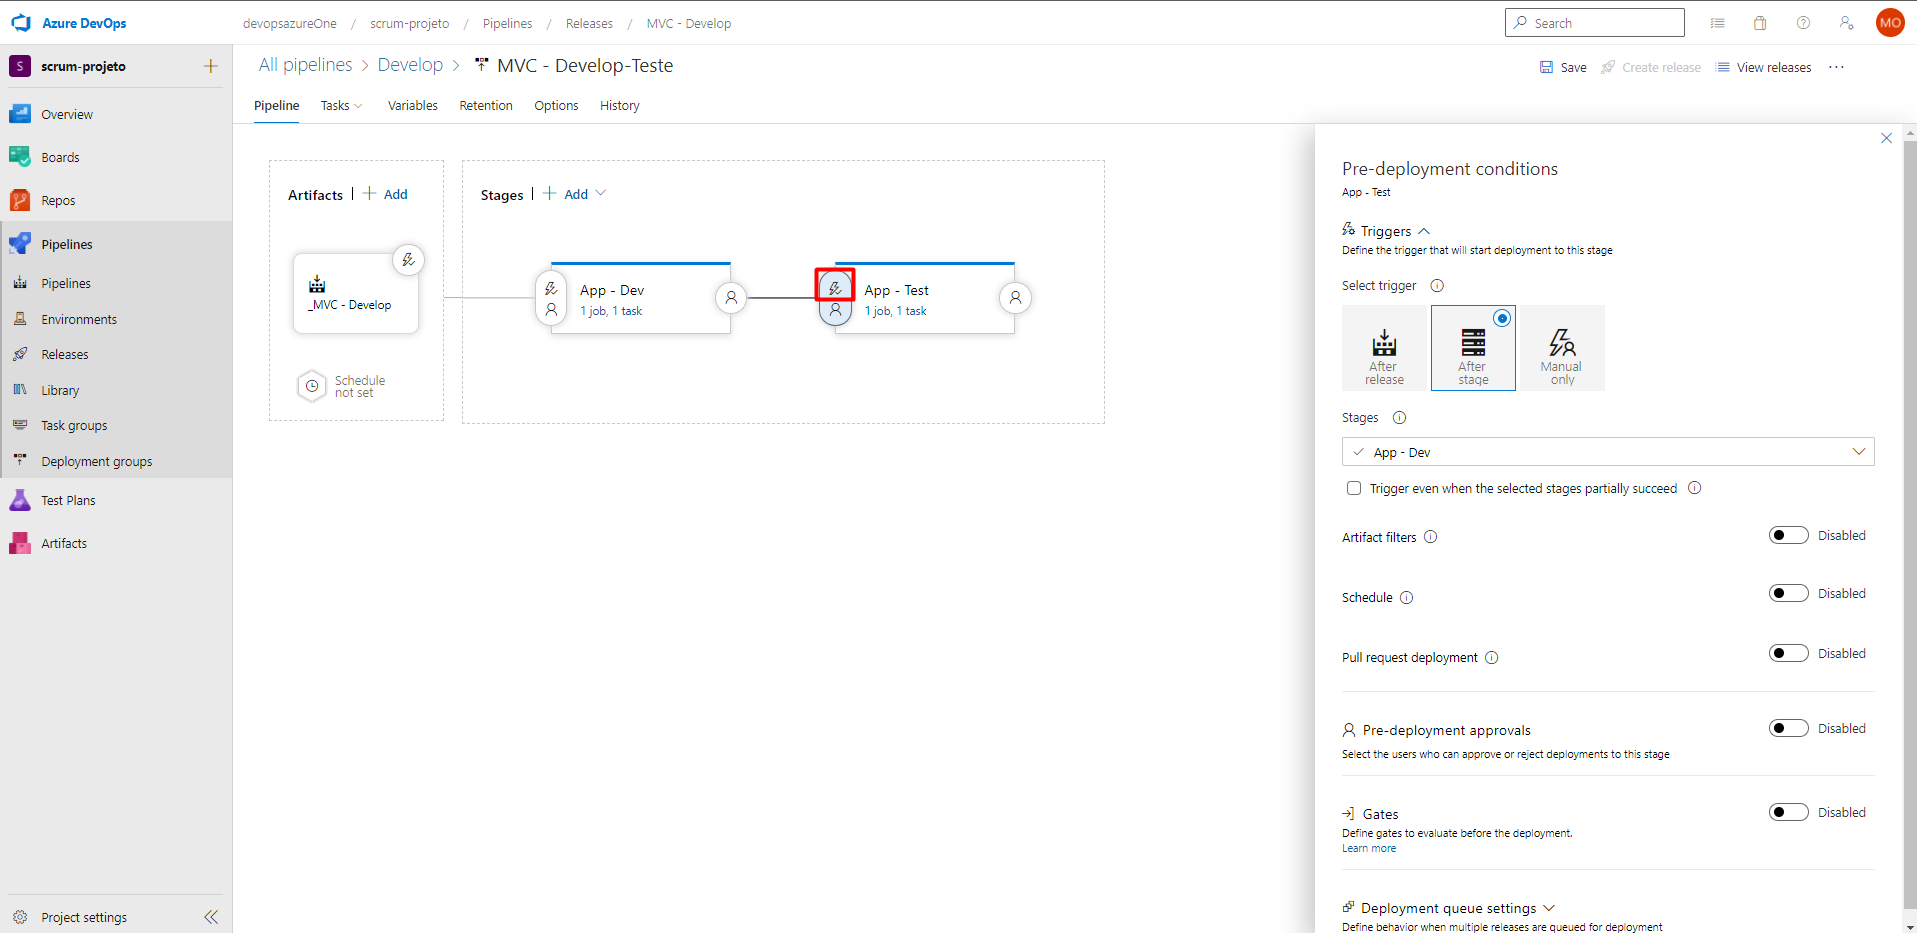 Azure DevOps
devopsazureOne / scrum-projeto / Pipelines / Releases / MVC - Develop
Search
MO
S scrum-projeto
All pipelines > Develop > MVC - Develop-Teste
Save
Create release
View releases
Pipeline Tasks Variables Retention Options History
Overview
Boards
Repos
Pipelines
Pipelines
Environments
Releases
Library
Task groups
Deployment groups
Test Plans
Artifacts
Project settings
Artifacts | + Add
_MVC - Develop
Schedule
not set
Stages | + Add
App - Dev
1 job, 1 task
App - Test
1 job, 1 task
Pre-deployment conditions
App - Test
Triggers
Define the trigger that will start deployment to this stage
Select trigger
After
release
After
stage
Manual
only
Stages
App - Dev
Trigger even when the selected stages partially succeed
Artifact filters
Disabled
Schedule
Disabled
Pull request deployment
Disabled
Pre-deployment approvals
Disabled
Select the users who can approve or reject deployments to this stage
Gates
Disabled
Define gates to evaluate before the deployment.
Learn more
Deployment queue settings
Define behavior when multiple releases are queued for deployment